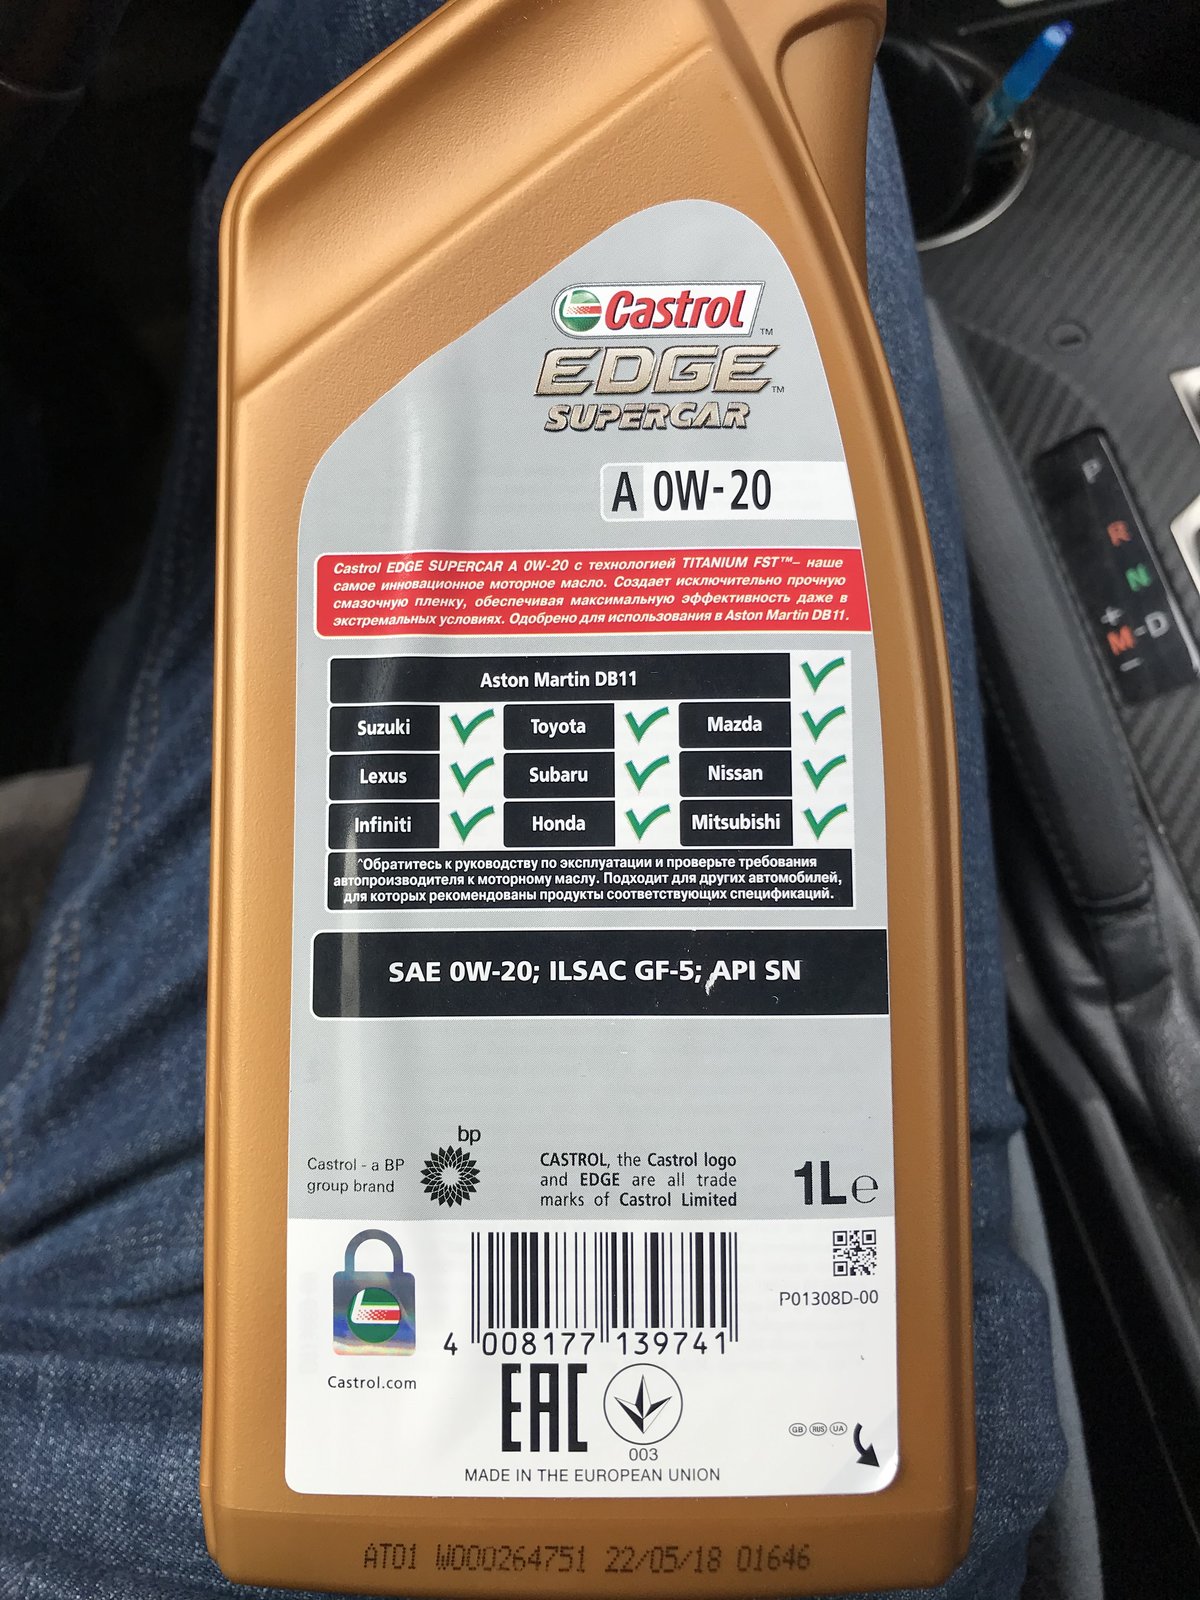 Castrol™
EDGE™
SUPERCAR
A 0W-20
Castrol EDGE SUPERCAR A 0W-20 с технологией TITANIUM FST™– наше
самое инновационное моторное масло. Создает исключительно прочную
смазочную пленку, обеспечивая максимальную эффективность даже в
экстремальных условиях. Одобрено для использования в Aston Martin DB11.
Aston Martin DB11
Suzuki Toyota Mazda
Lexus Subaru Nissan
Infiniti Honda Mitsubishi
^Обратитесь к руководству по эксплуатации и проверьте требования
автопроизводителя к моторному маслу. Подходит для других автомобилей,
для которых рекомендованы продукты соответствующих спецификаций.
SAE 0W-20; ILSAC GF-5; API SN
bp
Castrol - a BP
group brand
CASTROL, the Castrol logo
and EDGE are all trade
marks of Castrol Limited
1L e
P01308D-00
4 008177 139741
Castrol.com
EAC
003
GB RUS UA
MADE IN THE EUROPEAN UNION
AT01 W000264751 22/05/18 01646
P
R
N
+
M-D
–